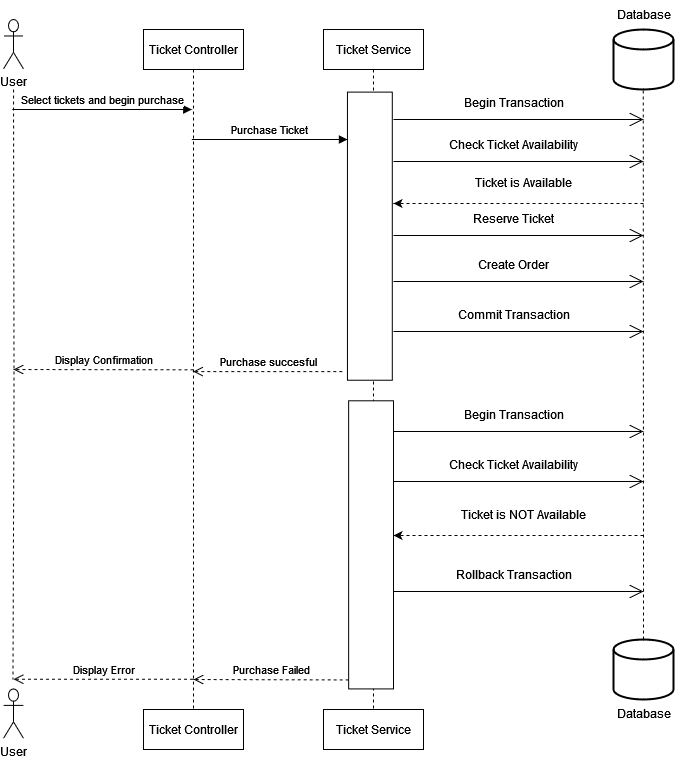 Database
Ticket Controller
Ticket Service
User
Select tickets and begin purchase
Begin Transaction
Purchase Ticket
Check Ticket Availability
Ticket is Available
Reserve Ticket
Create Order
Commit Transaction
Display Confirmation
Purchase succesful
Begin Transaction
Check Ticket Availability
Ticket is NOT Available
Rollback Transaction
Display Error
Purchase Failed
User
Ticket Controller
Ticket Service
Database